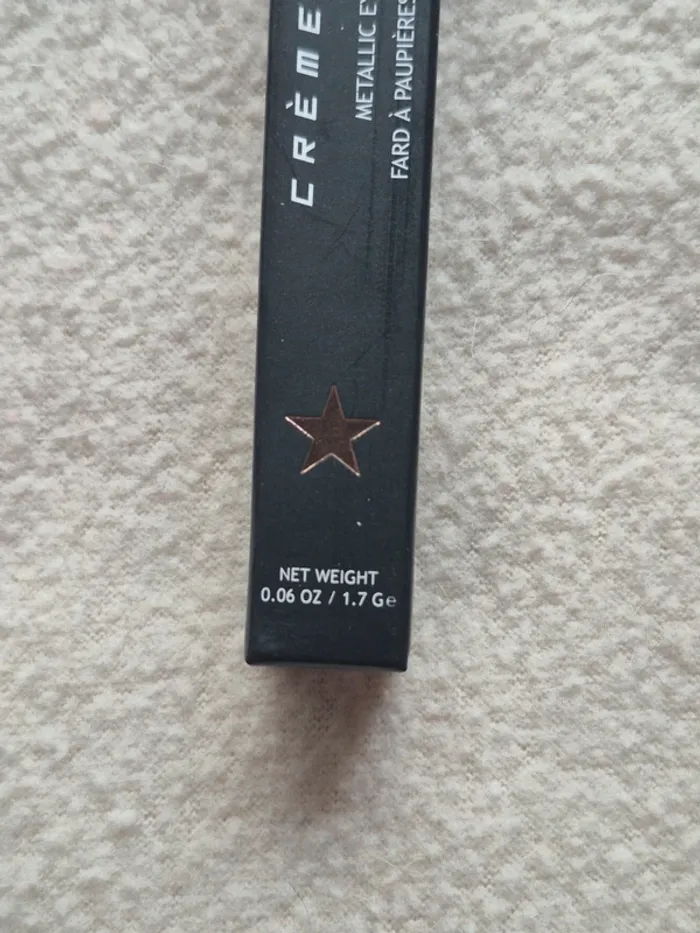 CRÈME
METALLIC
FARD À PAUPIÈRES
NET WEIGHT
0.06 OZ / 1.7 G e